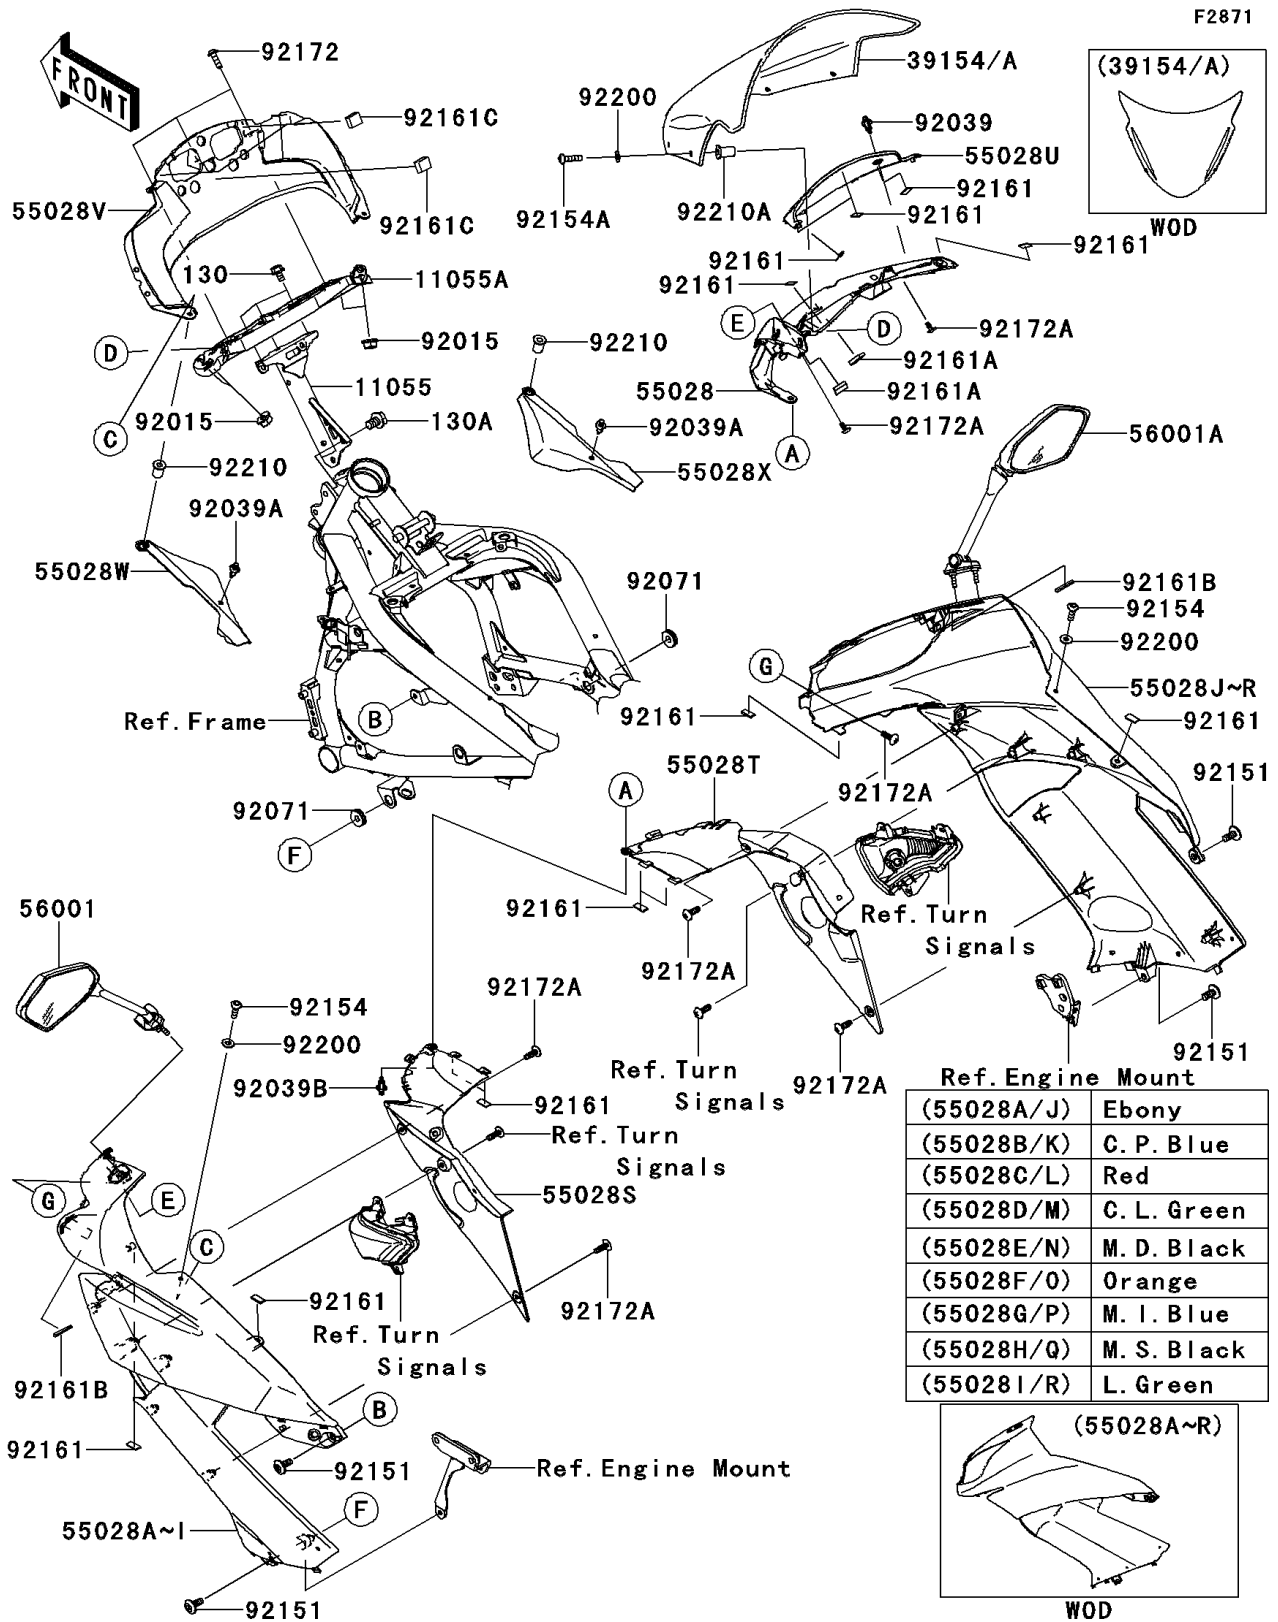 F2871
FRONT
92172
39154/A
(39154/A)
92200
92161C
92039
55028U
92161
55028V
92161C
92154A
92210A
92161
WOD
92161
92161
130
11055A
92161
E
D
D
92015
92210
92172A
92161A
11055
55028
92161A
C
92015
130A
92039A
92172A
56001A
92210
55028X
A
92039A
55028W
92071
92161B
92154
92200
G
55028J~R
Ref.Frame
B
92161
92161
55028T
92151
A
92172A
92071
F
56001
92161
Ref.Turn
Signals
92172A
92172A
92154
92200
92151
92039B
Ref.Turn
Signals
92172A
Ref.Engine Mount
92161
Ref.Turn
Signals
(55028A/J) Ebony
(55028B/K) C.P.Blue
(55028C/L) Red
(55028D/M) C.L.Green
(55028E/N) M.D.Black
(55028F/O) Orange
(55028G/P) M.I.Blue
(55028H/Q) M.S.Black
(55028I/R) L.Green
G
E
55028S
C
92161
92172A
Ref.Turn
Signals
92161B
B
(55028A~R)
92161
92151
Ref.Engine Mount
F
55028A~I
92151
WOD